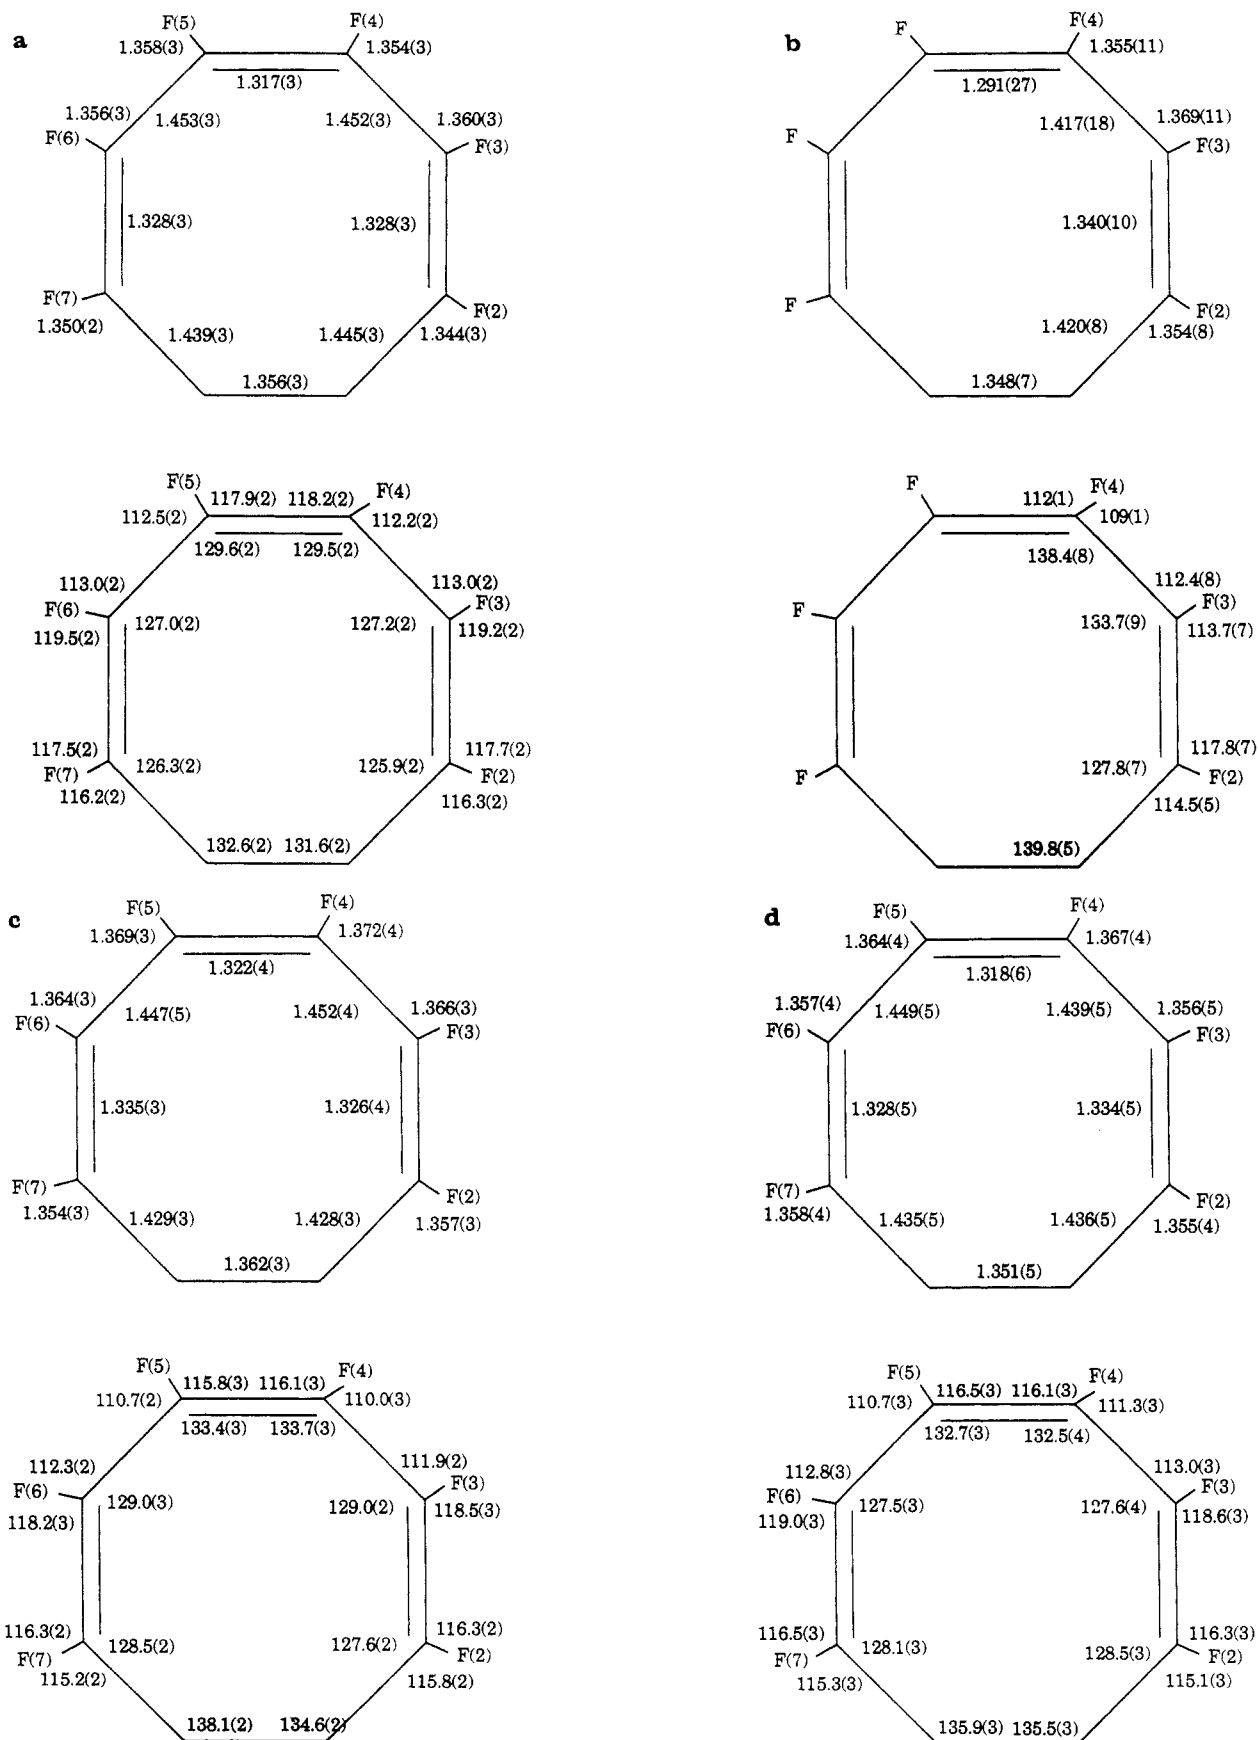 a
F(5) F(4)
1.358(3) 1.354(3)
1.317(3)
1.356(3) 1.453(3) 1.452(3) 1.360(3)
F(6) F(3)
1.328(3) 1.328(3)
F(7) F(2)
1.350(2) 1.439(3) 1.445(3) 1.344(3)
1.356(3)
F(5) 117.9(2) 118.2(2) F(4)
112.5(2) 112.2(2)
129.6(2) 129.5(2)
113.0(2) 113.0(2)
F(6) F(3)
119.5(2) 127.0(2) 127.2(2) 119.2(2)
117.5(2) 126.3(2) 125.9(2) 117.7(2)
F(7) F(2)
116.2(2) 116.3(2)
132.6(2) 131.6(2)
b
F F(4)
1.355(11)
1.291(27)
1.417(18) 1.369(11)
F F(3)
1.340(10)
F F(2)
1.420(8) 1.354(8)
1.348(7)
F 112(1) F(4)
109(1)
138.4(8)
112.4(8)
F F(3)
133.7(9) 113.7(7)
117.8(7)
127.8(7)
F F(2)
114.5(5)
139.8(5)
c
F(5) F(4)
1.369(3) 1.372(4)
1.322(4)
1.364(3) 1.447(5) 1.452(4) 1.366(3)
F(6) F(3)
1.335(3) 1.326(4)
F(7) F(2)
1.354(3) 1.429(3) 1.428(3) 1.357(3)
1.362(3)
F(5) 115.8(3) 116.1(3) F(4)
110.7(2) 110.0(3)
133.4(3) 133.7(3)
112.3(2) 111.9(2)
F(6) F(3)
118.2(3) 129.0(3) 129.0(2) 118.5(3)
116.3(2) 128.5(2) 127.6(2) 116.3(2)
F(7) F(2)
115.2(2) 115.8(2)
138.1(2) 134.6(2)
d
F(5) F(4)
1.364(4) 1.367(4)
1.318(6)
1.357(4) 1.449(5) 1.439(5) 1.356(5)
F(6) F(3)
1.328(5) 1.334(5)
F(7) F(2)
1.358(4) 1.435(5) 1.436(5) 1.355(4)
1.351(5)
F(5) 116.5(3) 116.1(3) F(4)
110.7(3) 111.3(3)
132.7(3) 132.5(4)
112.8(3) 113.0(3)
F(6) F(3)
119.0(3) 127.5(3) 127.6(4) 118.6(3)
116.5(3) 128.1(3) 128.5(3) 116.3(3)
F(7) F(2)
115.3(3) 115.1(3)
135.9(3) 135.5(3)